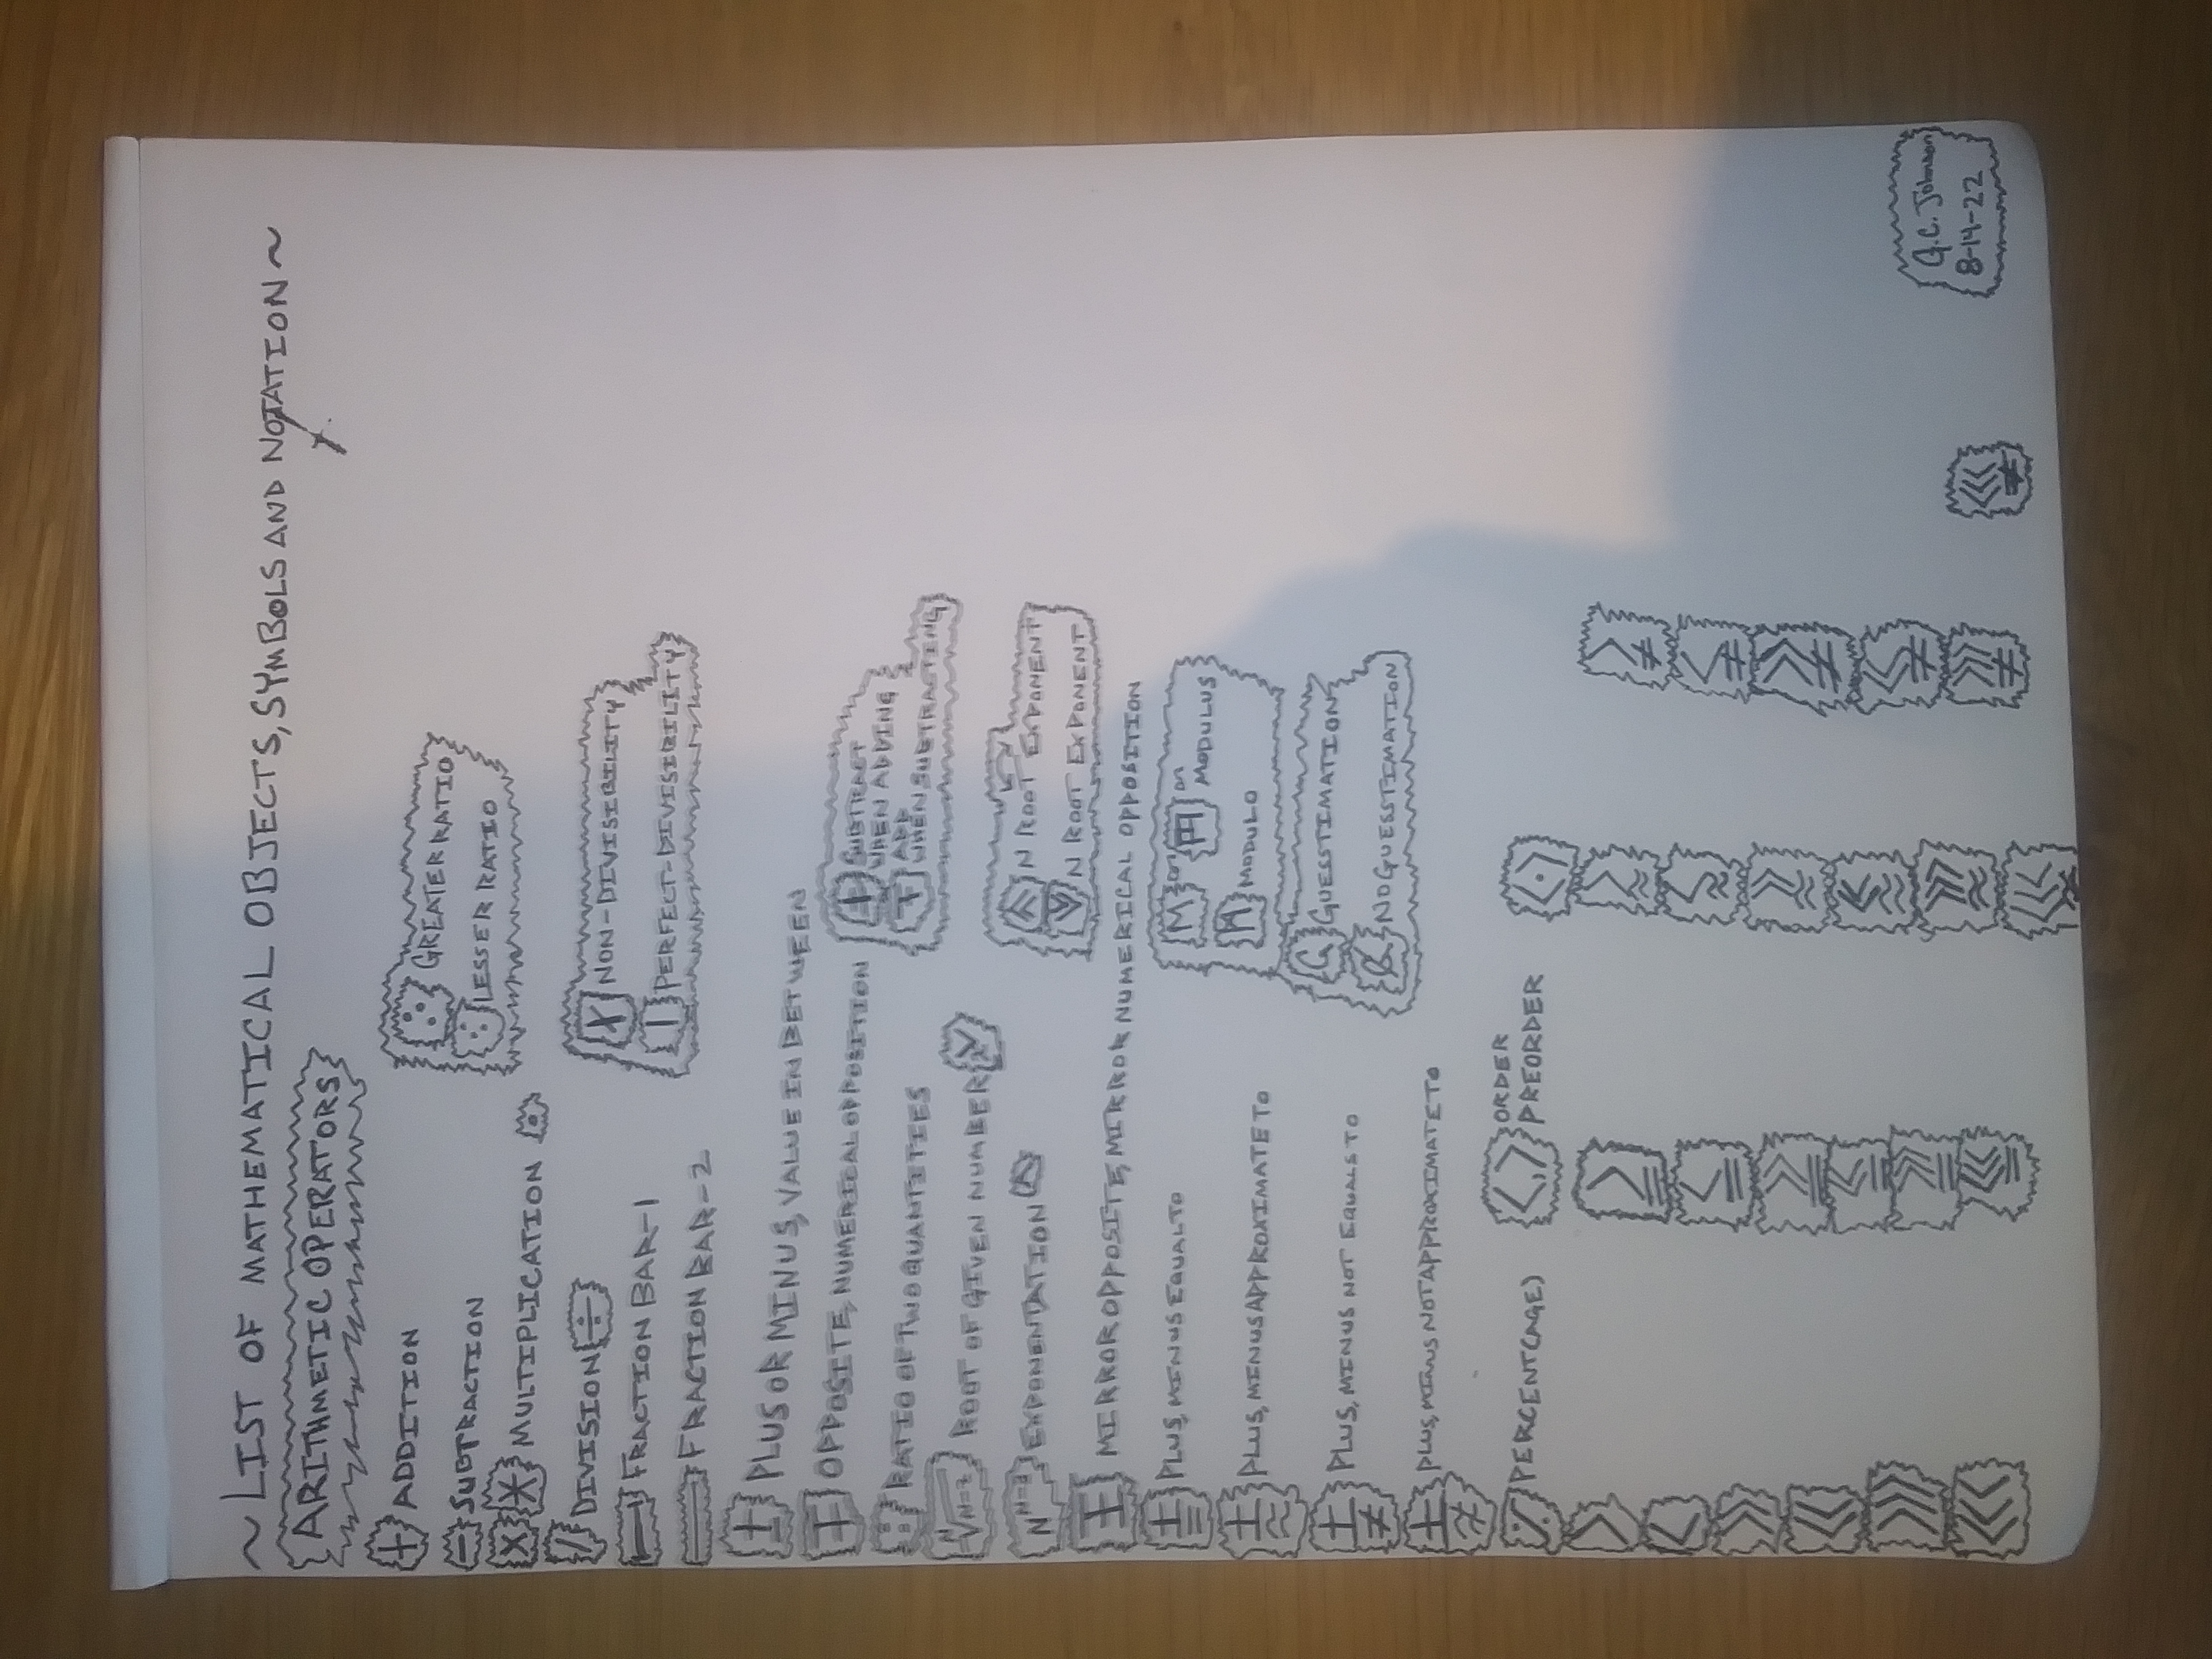 ~ LIST OF MATHEMATICAL OBJECTS, SYMBOLS AND NOTATION ~
ARITHMETIC OPERATORS
+ ADDITION
− SUBTRACTION
× * MULTIPLICATION ·
/ DIVISION ÷
— FRACTION BAR-1
— FRACTION BAR-2
± PLUS OR MINUS, VALUE IN BETWEEN
OPPOSITE, NUMERICAL OPPOSITION
RATIO OF TWO QUANTITIES
ROOT OF GIVEN NUMBER
EXPONENTATION
MIRROR OPPOSITE, MIRROR NUMERICAL OPPOSITION
PLUS, MINUS EQUAL TO
PLUS, MINUS APPROXIMATE TO
PLUS, MINUS NOT EQUALS TO
PLUS, MINUS NOT APPROXIMATE TO
% PERCENT(AGE)
GREATER RATIO
LESSER RATIO
NON-DIVISIBILITY
| PERFECT-DIVISIBILITY
SUBTRACT
WHEN ADDING
ADD
WHEN SUBTRACTING
N ROOT EXPONENT
N ROOT EXPONENT
M OR OR
MODULUS
MODULO
G GUESSTIMATION
NO GUESSTIMATION
<,> ORDER
PREORDER
<·>
> ≥ > ≈ > ≠
< ≤ < ≈ < ≠
>> >> = >> ≈ >> ≠
<< << = << ≈ << ≠
>>> >>> = >>> ≈ >>> ≠
<<< <<< = <<< ≈ <<< ≠
G.C. Johnson
8-14-22